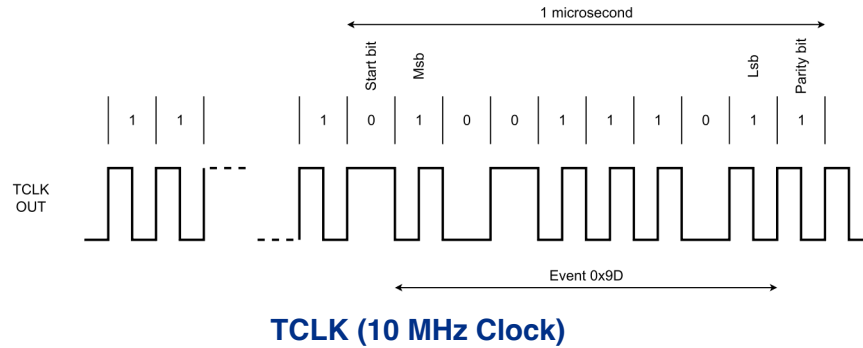 1 microsecond
Start bit
Msb
Lsb
Parity bit
1 1 1 0 1 0 0 1 1 1 0 1 1
TCLK
OUT
Event 0x9D
TCLK (10 MHz Clock)